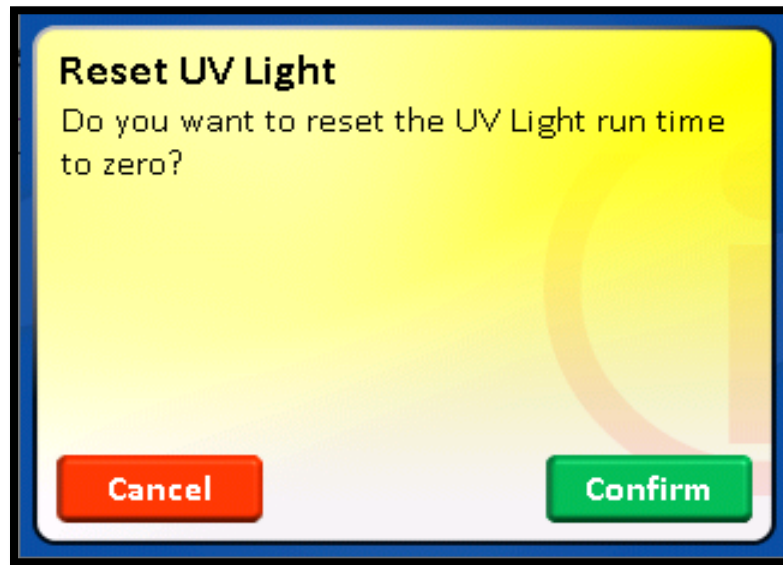 Reset UV Light
Do you want to reset the UV Light run time
to zero?
Cancel
Confirm